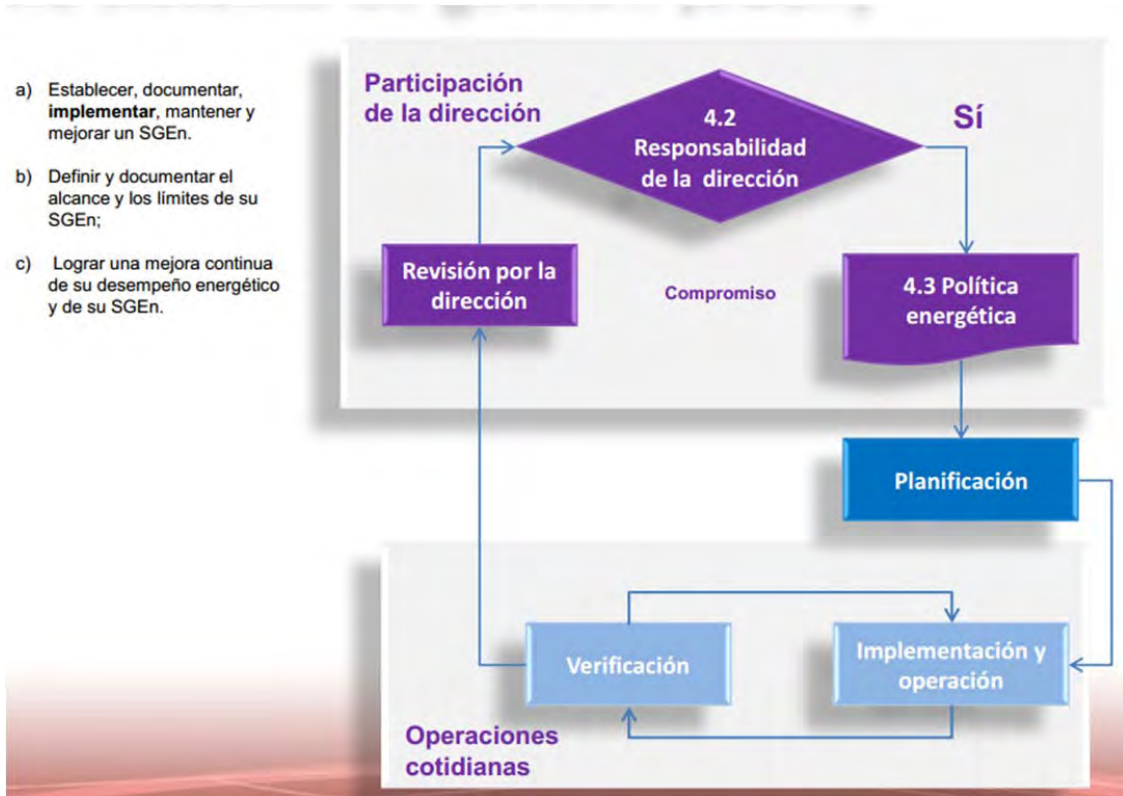 a) Establecer, documentar,
implementar, mantener y
mejorar un SGEn.
b) Definir y documentar el
alcance y los límites de su
SGEn;
c) Lograr una mejora continua
de su desempeño energético
y de su SGEn.
Participación
de la dirección
4.2
Responsabilidad
de la dirección
Sí
Revisión por la
dirección
Compromiso
4.3 Política
energética
Planificación
Verificación
Implementación y
operación
Operaciones
cotidianas